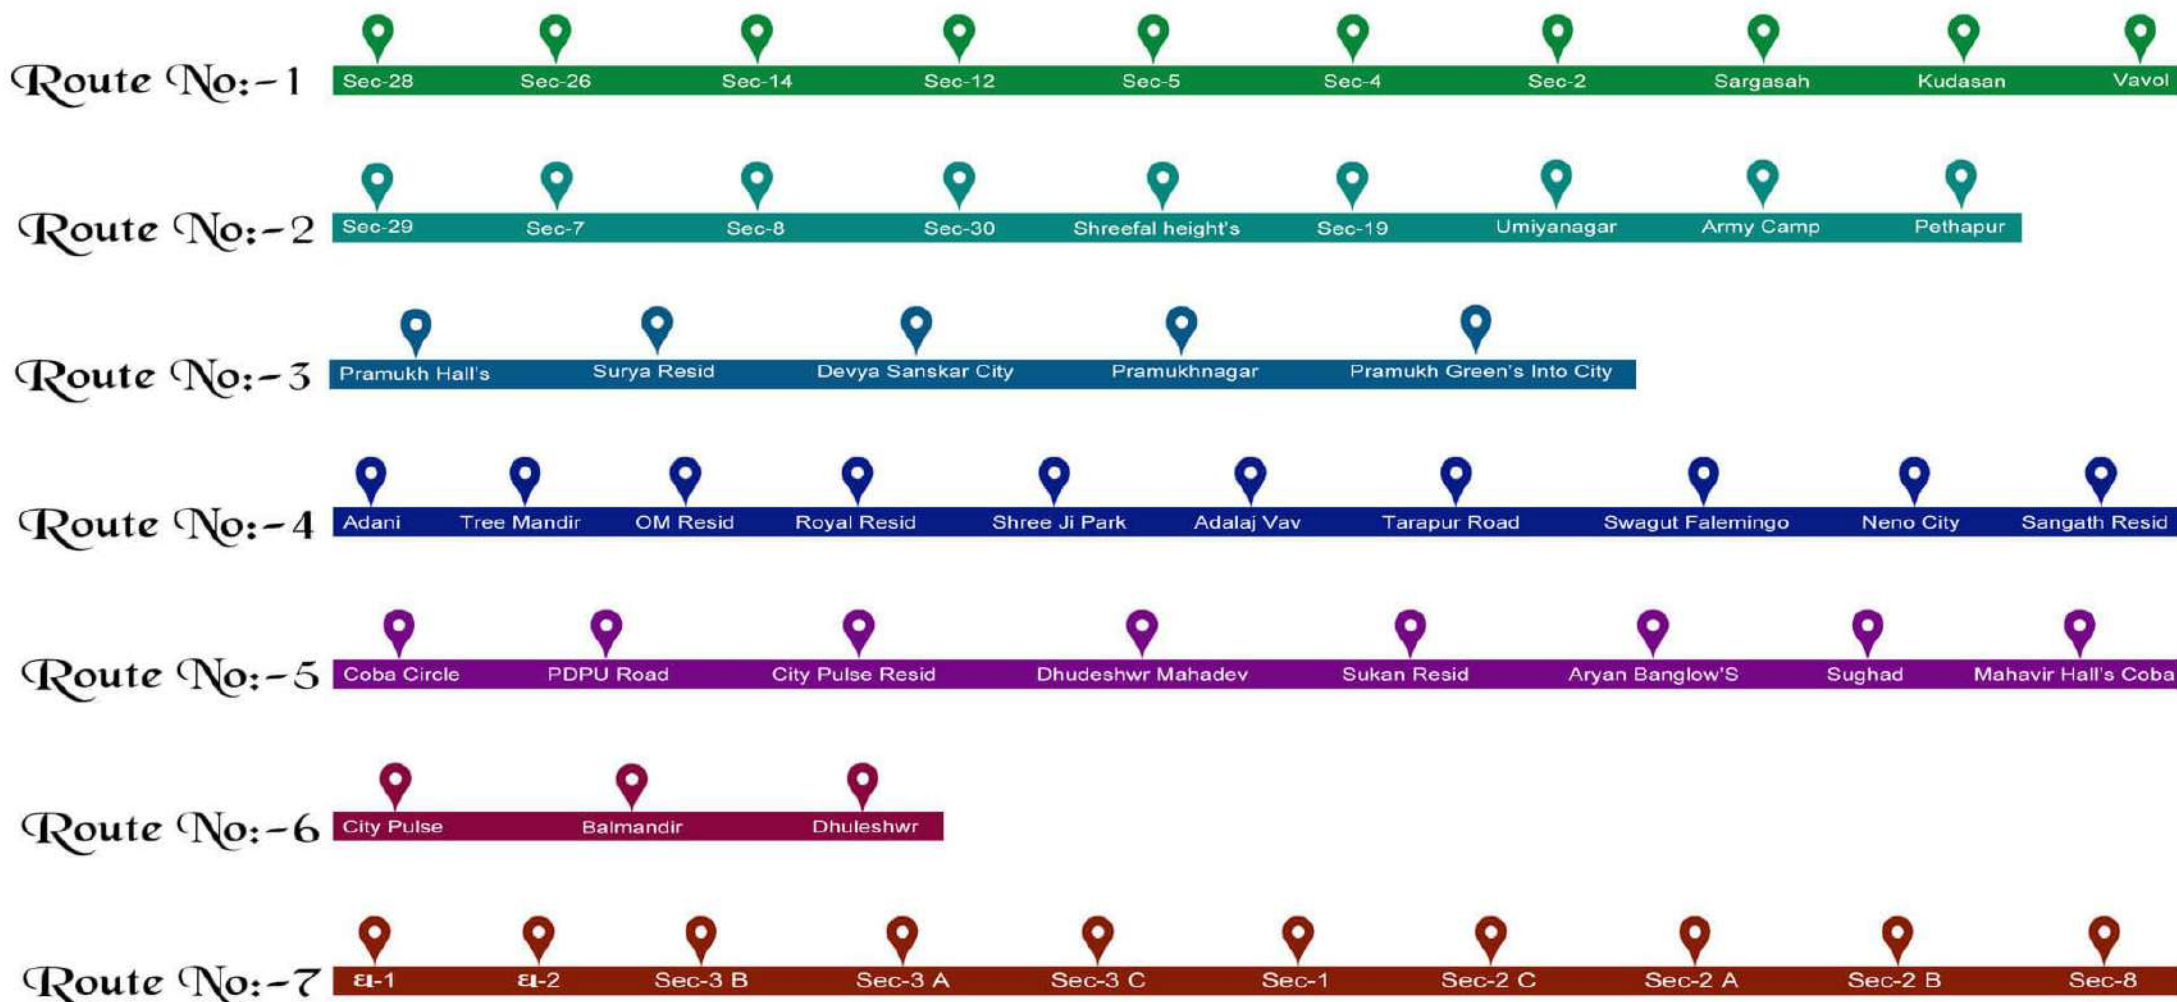 Route No:-1 Sec-28 Sec-26 Sec-14 Sec-12 Sec-5 Sec-4 Sec-2 Sargasah Kudasan Vavol
Route No:-2 Sec-29 Sec-7 Sec-8 Sec-30 Shreefal height's Sec-19 Umiyanagar Army Camp Pethapur
Route No:-3 Pramukh Hall's Surya Resid Devya Sanskar City Pramukhnagar Pramukh Green's Into City
Route No:-4 Adani Tree Mandir OM Resid Royal Resid Shree Ji Park Adalaj Vav Tarapur Road Swagut Falemingo Neno City Sangath Resid
Route No:-5 Coba Circle PDPU Road City Pulse Resid Dhudeshwr Mahadev Sukan Resid Aryan Banglow'S Sughad Mahavir Hall's Coba
Route No:-6 City Pulse Balmandir Dhuleshwr
Route No:-7 ઘ-1 ઘ-2 Sec-3 B Sec-3 A Sec-3 C Sec-1 Sec-2 C Sec-2 A Sec-2 B Sec-8